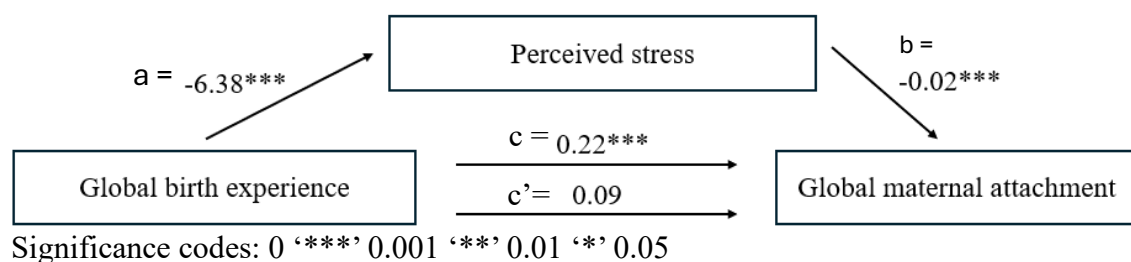 Perceived stress
a = -6.38***
b =
-0.02***
Global birth experience
c = 0.22***
c’= 0.09
Global maternal attachment
Significance codes: 0 ‘***’ 0.001 ‘**’ 0.01 ‘*’ 0.05